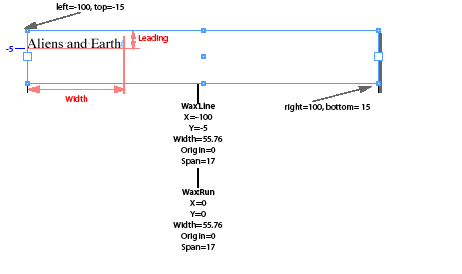 left=-100, top=-15
Aliens and Earth
Leading
-5
Width
right=100, bottom= 15
WaxLine
X=-100
Y=-5
Width=55.76
Origin=0
Span=17
WaxRun
X=0
Y=0
Width=55.76
Origin=0
Span=17